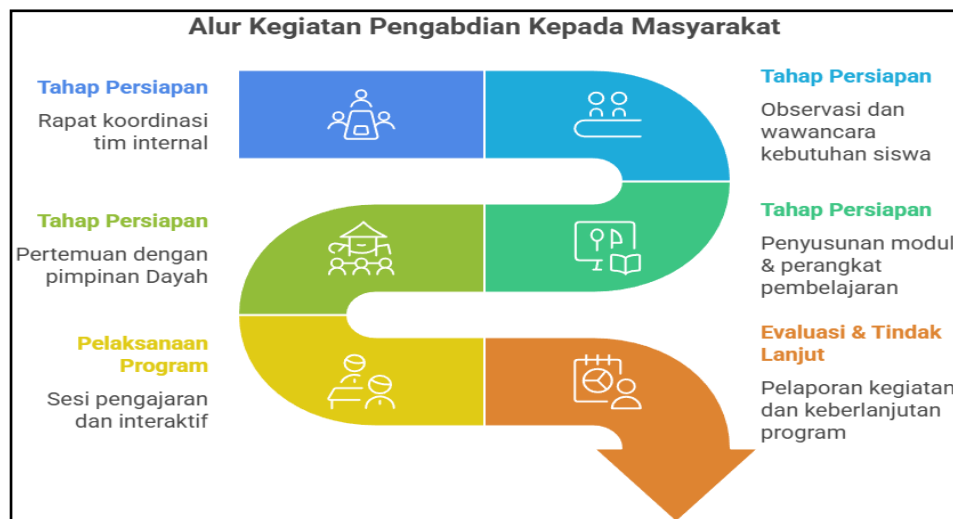 Alur Kegiatan Pengabdian Kepada Masyarakat
Tahap Persiapan
Rapat koordinasi
tim internal
Tahap Persiapan
Observasi dan
wawancara
kebutuhan siswa
Tahap Persiapan
Penyusunan modul
& perangkat
pembelajaran
Tahap Persiapan
Pertemuan dengan
pimpinan Dayah
Pelaksanaan
Program
Sesi pengajaran
dan interaktif
Evaluasi & Tindak
Lanjut
Pelaporan kegiatan
dan keberlanjutan
program